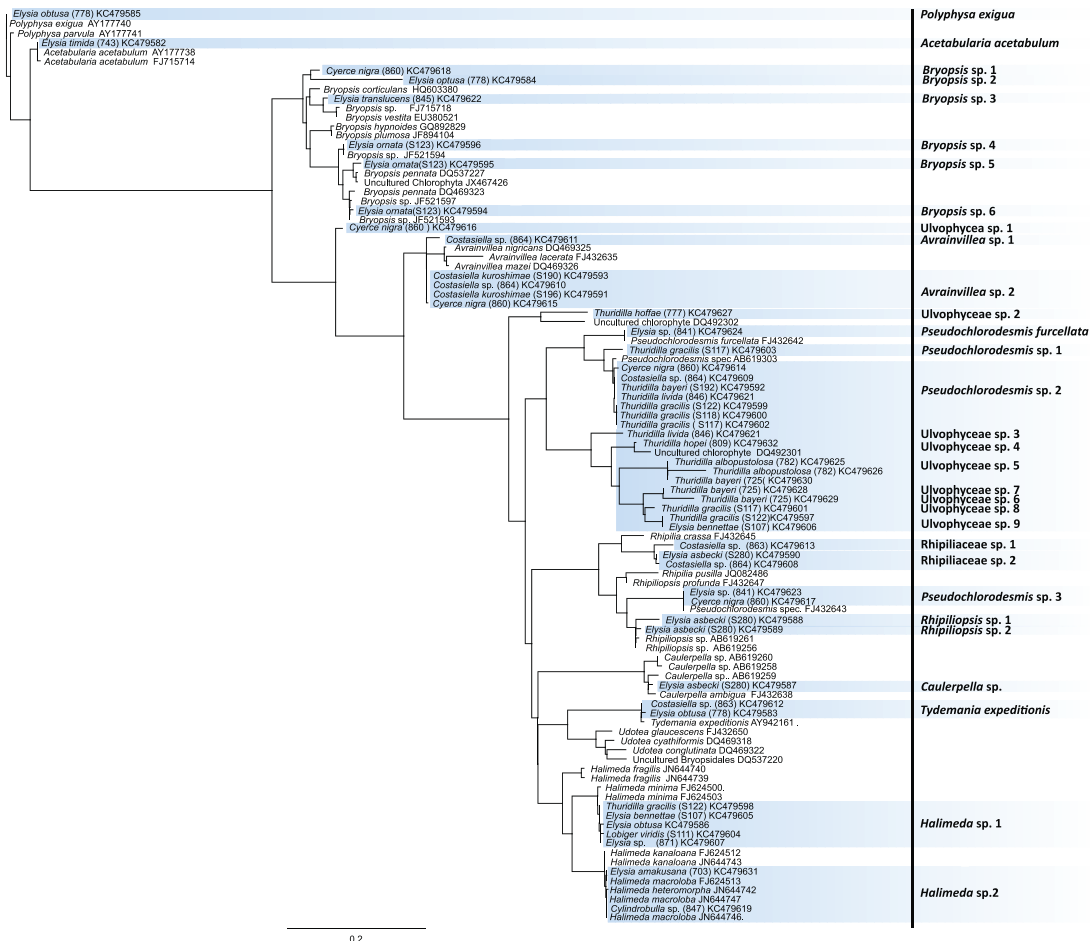 Elysia obtusa (778) KC479585
Polyphysa exigua AY177740
Polyphysa parvula AY177741
Elysia timida (743) KC479582
Acetabularia acetabulum AY177738
Acetabularia acetabulum FJ715714
Cyerce nigra (860) KC479618
Elysia optusa (778) KC479584
Bryopsis corticulans HQ603380
Elysia translucens (845) KC479622
Bryopsis sp. FJ715718
Bryopsis vestita EU380521
Bryopsis hypnoides GQ892829
Bryopsis plumosa JF894104
Elysia ornata (S123) KC479596
Bryopsis sp. JF521594
Elysia ornata(S123) KC479595
Bryopsis pennata DQ537227
Uncultured Chlorophyta JX467426
Bryopsis pennata DQ469323
Bryopsis sp. JF521597
Elysia ornata(S123) KC479594
Bryopsis sp. JF521593
Cyerce nigra (860 ) KC479616
Costasiella sp. (864) KC479611
Avrainvillea nigricans DQ469325
Avrainvillea lacerata FJ432635
Avrainvillea mazei DQ469326
Costasiella kuroshimae (S190) KC479593
Costasiella sp. (864) KC479610
Costasiella kuroshimae (S196) KC479591
Cyerce nigra (860) KC479615
Thuridilla hoffae (777) KC479627
Uncultured chlorophyte DQ492302
Elysia sp. (841) KC479624
Pseudochlorodesmis furcellata FJ432642
Thuridilla gracilis (S117) KC479603
Pseudochlorodesmis spec AB619303
Cyerce nigra (860) KC479614
Costasiella sp. (864) KC479609
Thuridilla bayeri (S192) KC479592
Thuridilla livida (846) KC479621
Thuridilla gracilis (S122) KC479599
Thuridilla gracilis (S118) KC479600
Thuridilla gracilis ( S117) KC479602
Thuridilla livida (846) KC479621
Thuridilla hopei (809) KC479632
Uncultured chlorophyte DQ492301
Thuridilla albopustolosa (782) KC479625
Thuridilla albopustolosa (782) KC479626
Thuridilla bayeri (725( KC479630
Thuridilla bayeri (725) KC479628
Thuridilla bayeri (725) KC479629
Thuridilla gracilis (S117) KC479601
Thuridilla gracilis (S122)KC479597
Elysia bennettae (S107) KC479606
Rhipilia crassa FJ432645
Costasiella sp. (863) KC479613
Elysia asbecki (S280) KC479590
Costasiella sp. (864) KC479608
Rhipilia pusilla JQ082486
Rhipiliopsis profunda FJ432647
Elysia sp. (841) KC479623
Cyerce nigra (860) KC479617
Pseudochlorodesmis spec. FJ432643
Elysia asbecki (S280) KC479588
Elysia asbecki (S280) KC479589
Rhipiliopsis sp. AB619261
Rhipiliopsis sp. AB619256
Caulerpella sp. AB619260
Caulerpella sp. AB619258
Caulerpella sp.. AB619259
Elysia asbecki (S280) KC479587
Caulerpella ambigua FJ432638
Costasiella sp. (863) KC479612
Elysia obtusa (778) KC479583
Tydemania expeditionis AY942161 .
Udotea glaucescens FJ432650
Udotea cyathiformis DQ469318
Udotea conglutinata DQ469322
Uncultured Bryopsidales DQ537220
Halimeda fragilis JN644740
Halimeda fragilis JN644739
Halimeda minima FJ624500.
Halimeda minima FJ624503
Thuridilla gracilis (S122) KC479598
Elysia bennettae (S107) KC479605
Elysia obtusa KC479586
Lobiger viridis (S111) KC479604
Elysia sp. (871) KC479607
Halimeda kanaloana FJ624512
Halimeda kanaloana JN644743
Elysia amakusana (703) KC479631
Halimeda macroloba FJ624513
Halimeda heteromorpha JN644742
Halimeda macroloba JN644747
Cylindrobulla sp. (847) KC479619
Halimeda macroloba JN644746.
0.2
Polyphysa exigua
Acetabularia acetabulum
Bryopsis sp. 1
Bryopsis sp. 2
Bryopsis sp. 3
Bryopsis sp. 4
Bryopsis sp. 5
Bryopsis sp. 6
Ulvophycea sp. 1
Avrainvillea sp. 1
Avrainvillea sp. 2
Ulvophyceae sp. 2
Pseudochlorodesmis furcellata
Pseudochlorodesmis sp. 1
Pseudochlorodesmis sp. 2
Ulvophyceae sp. 3
Ulvophyceae sp. 4
Ulvophyceae sp. 5
Ulvophyceae sp. 7
Ulvophyceae sp. 6
Ulvophyceae sp. 8
Ulvophyceae sp. 9
Rhipiliaceae sp. 1
Rhipiliaceae sp. 2
Pseudochlorodesmis sp. 3
Rhipiliopsis sp. 1
Rhipiliopsis sp. 2
Caulerpella sp.
Tydemania expeditionis
Halimeda sp. 1
Halimeda sp.2